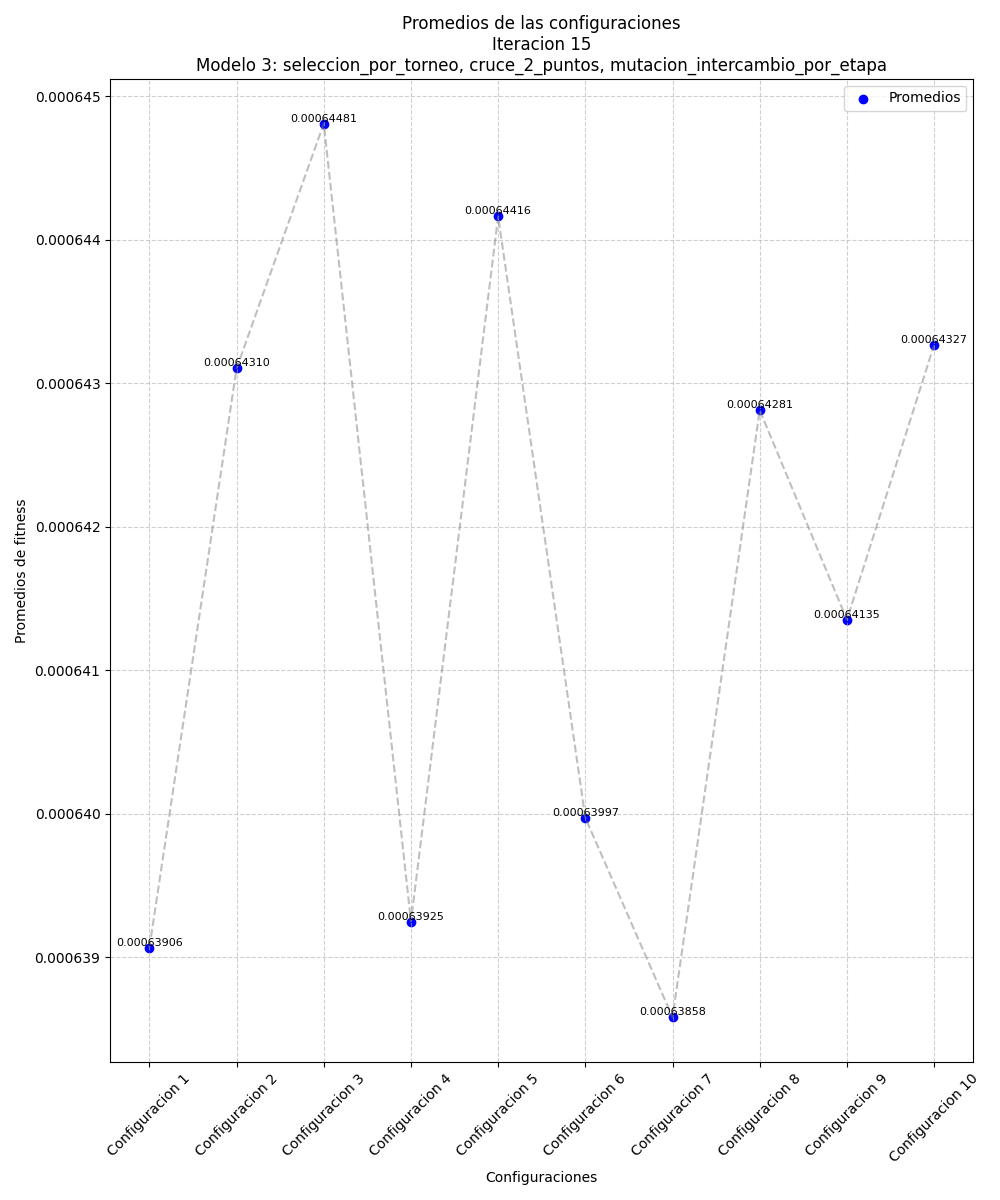 Promedios de las configuraciones
Iteracion 15
Modelo 3: seleccion_por_torneo, cruce_2_puntos, mutacion_intercambio_por_etapa
Promedios
0.000645
0.000644
0.000643
0.000642
0.000641
0.000640
0.000639
Promedios de fitness
0.00063906
0.00064310
0.00064481
0.00063925
0.00064416
0.00063997
0.00063858
0.00064281
0.00064135
0.00064327
Configuracion 1
Configuracion 2
Configuracion 3
Configuracion 4
Configuracion 5
Configuracion 6
Configuracion 7
Configuracion 8
Configuracion 9
Configuracion 10
Configuraciones